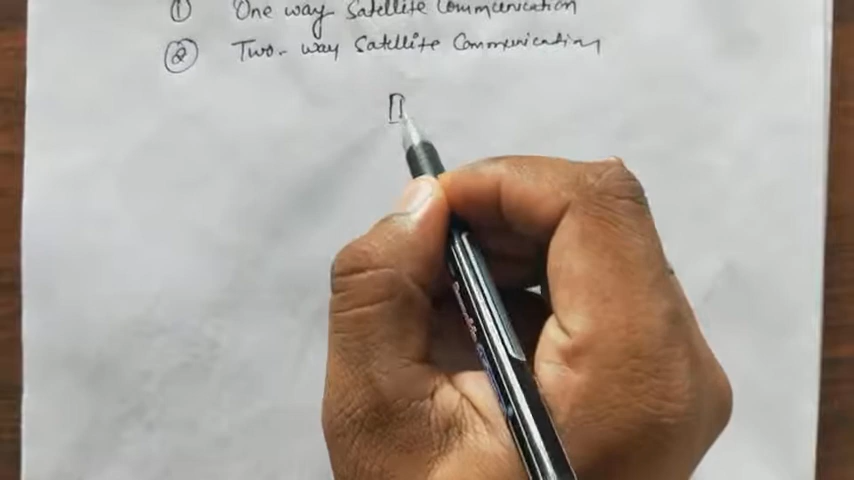 ① One way Satellite Communication
② Two-way Satellite Communication